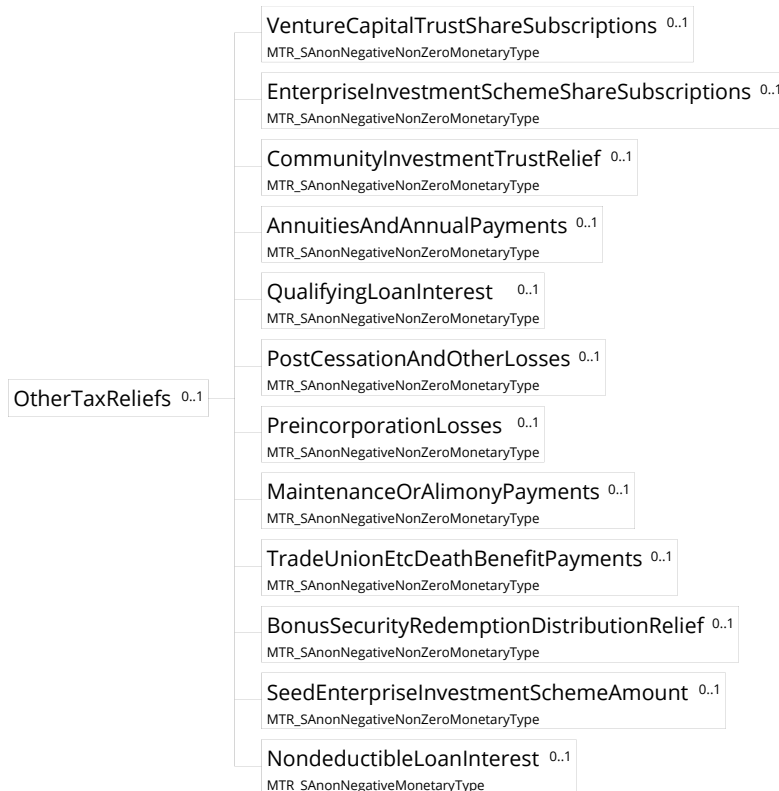 VentureCapitalTrustShareSubscriptions 0..1
MTR_SAnonNegativeNonZeroMonetaryType
EnterpriseInvestmentSchemeShareSubscriptions 0..1
MTR_SAnonNegativeNonZeroMonetaryType
CommunityInvestmentTrustRelief 0..1
MTR_SAnonNegativeNonZeroMonetaryType
AnnuitiesAndAnnualPayments 0..1
MTR_SAnonNegativeNonZeroMonetaryType
QualifyingLoanInterest 0..1
MTR_SAnonNegativeNonZeroMonetaryType
PostCessationAndOtherLosses 0..1
MTR_SAnonNegativeNonZeroMonetaryType
OtherTaxReliefs 0..1
PreincorporationLosses 0..1
MTR_SAnonNegativeNonZeroMonetaryType
MaintenanceOrAlimonyPayments 0..1
MTR_SAnonNegativeNonZeroMonetaryType
TradeUnionEtcDeathBenefitPayments 0..1
MTR_SAnonNegativeNonZeroMonetaryType
BonusSecurityRedemptionDistributionRelief 0..1
MTR_SAnonNegativeNonZeroMonetaryType
SeedEnterpriseInvestmentSchemeAmount 0..1
MTR_SAnonNegativeNonZeroMonetaryType
NondeductibleLoanInterest 0..1
MTR_SAnonNegativeMonetaryType